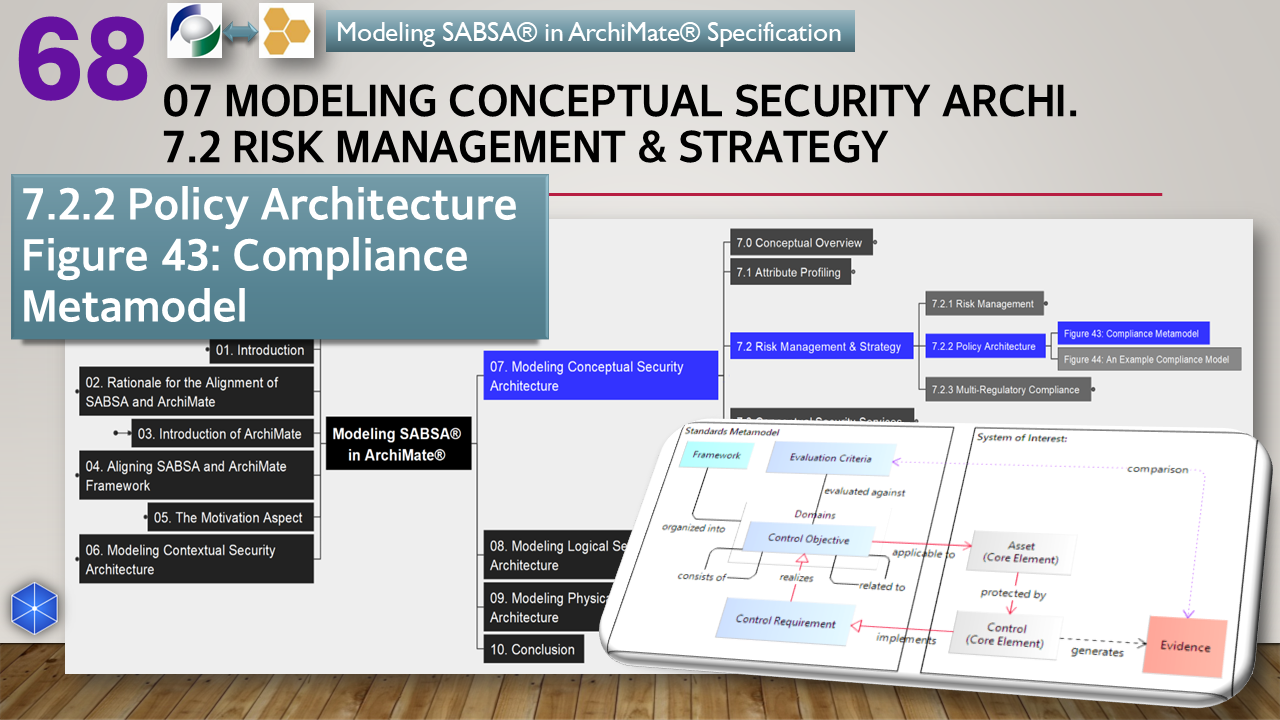 68
Modeling SABSA® in ArchiMate® Specification
07 MODELING CONCEPTUAL SECURITY ARCHI.
7.2 RISK MANAGEMENT & STRATEGY
7.2.2 Policy Architecture
Figure 43: Compliance
Metamodel
01. Introduction
02. Rationale for the Alignment of
SABSA and ArchiMate
03. Introduction of ArchiMate
04. Aligning SABSA and ArchiMate
Framework
05. The Motivation Aspect
06. Modeling Contextual Security
Architecture
Modeling SABSA®
in ArchiMate®
07. Modeling Conceptual Security
Architecture
7.0 Conceptual Overview
7.1 Attribute Profiling
7.2 Risk Management & Strategy
7.2.1 Risk Management
7.2.2 Policy Architecture
Figure 43: Compliance Metamodel
Figure 44: An Example Compliance Model
7.2.3 Multi-Regulatory Compliance
08. Modeling Logical Se
Architecture
09. Modeling Physica
Architecture
10. Conclusion
Standards Metamodel
Framework
Evaluation Criteria
evaluated against
organized into
Domains
Control Objective
consists of
realizes
related to
applicable to
Control Requirement
implements
System of Interest:
comparison
Asset
(Core Element)
protected by
Control
(Core Element)
generates
Evidence